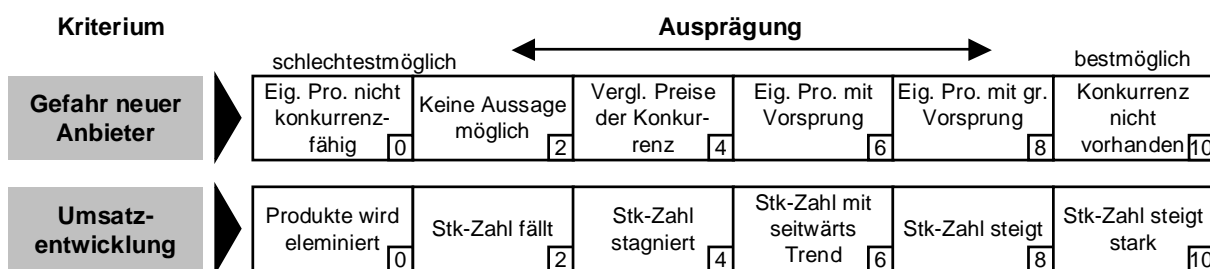 Kriterium
Ausprägung
schlechtestmöglich
bestmöglich
Gefahr neuer
Anbieter
Eig. Pro. nicht
konkurrenz-
fähig
0
Keine Aussage
möglich
2
Vergl. Preise
der Konkur-
renz
4
Eig. Pro. mit
Vorsprung
6
Eig. Pro. mit gr.
Vorsprung
8
Konkurrenz
nicht
vorhanden
10
Umsatz-
entwicklung
Produkte wird
eleminiert
0
Stk-Zahl fällt
2
Stk-Zahl
stagniert
4
Stk-Zahl mit
seitwärts
Trend
6
Stk-Zahl steigt
8
Stk-Zahl steigt
stark
10